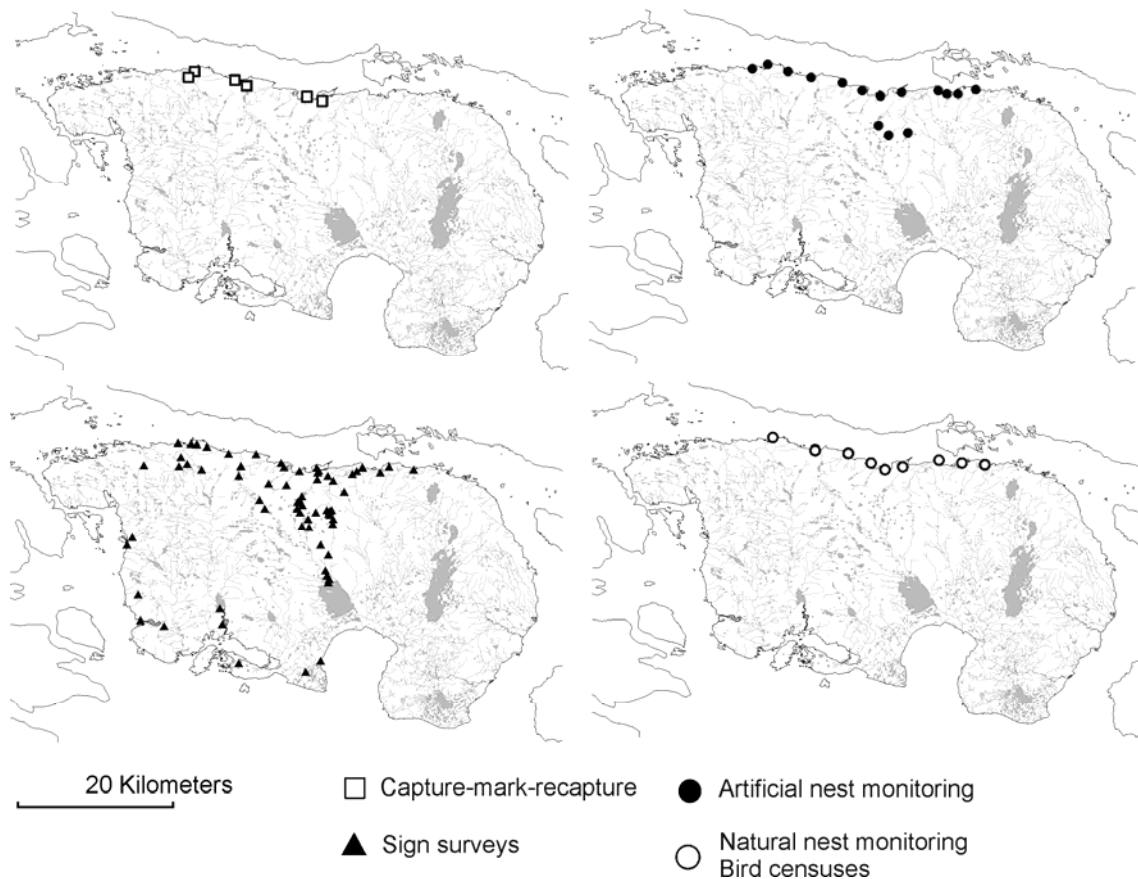 20 Kilometers
Capture-mark-recapture
Artificial nest monitoring
Sign surveys
Natural nest monitoring
Bird censuses